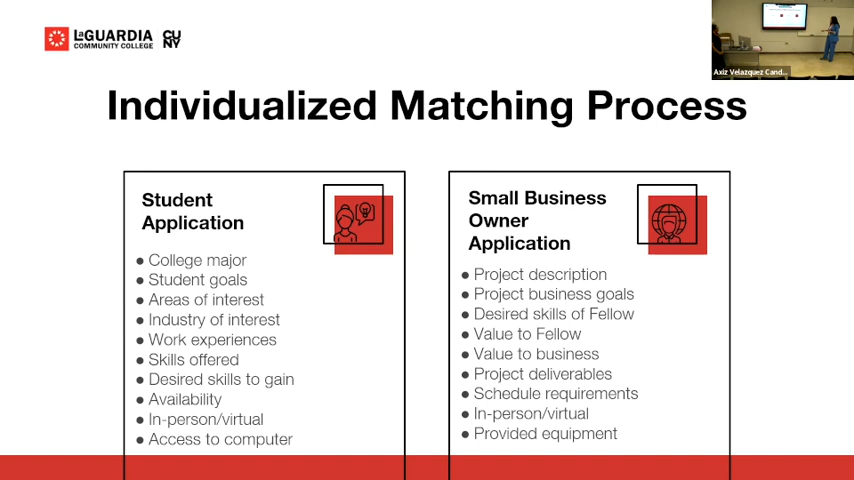 LAGUARDIA
COMMUNITY COLLEGE
CU
NY
Axiz Velazquez Cand...
Individualized Matching Process
Student
Application
● College major
● Student goals
● Areas of interest
● Industry of interest
● Work experiences
● Skills offered
● Desired skills to gain
● Availability
● In-person/virtual
● Access to computer
Small Business
Owner
Application
● Project description
● Project business goals
● Desired skills of Fellow
● Value to Fellow
● Value to business
● Project deliverables
● Schedule requirements
● In-person/virtual
● Provided equipment